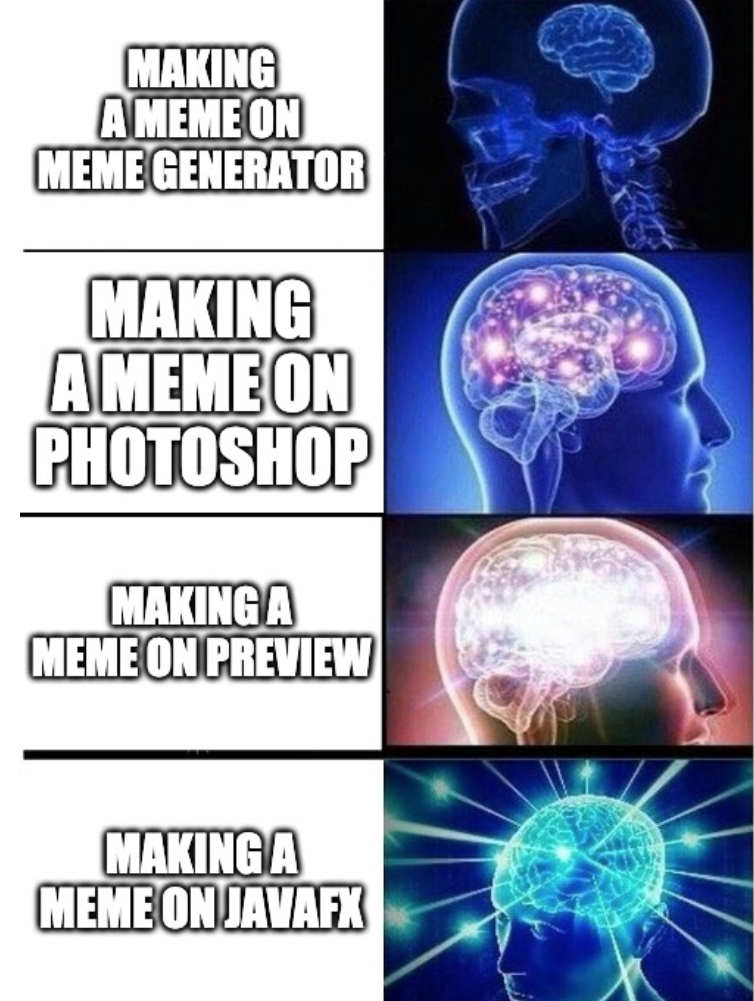 MAKING
A MEME ON
MEME GENERATOR
MAKING
A MEME ON
PHOTOSHOP
MAKING A
MEME ON PREVIEW
MAKING A
MEME ON JAVAFX